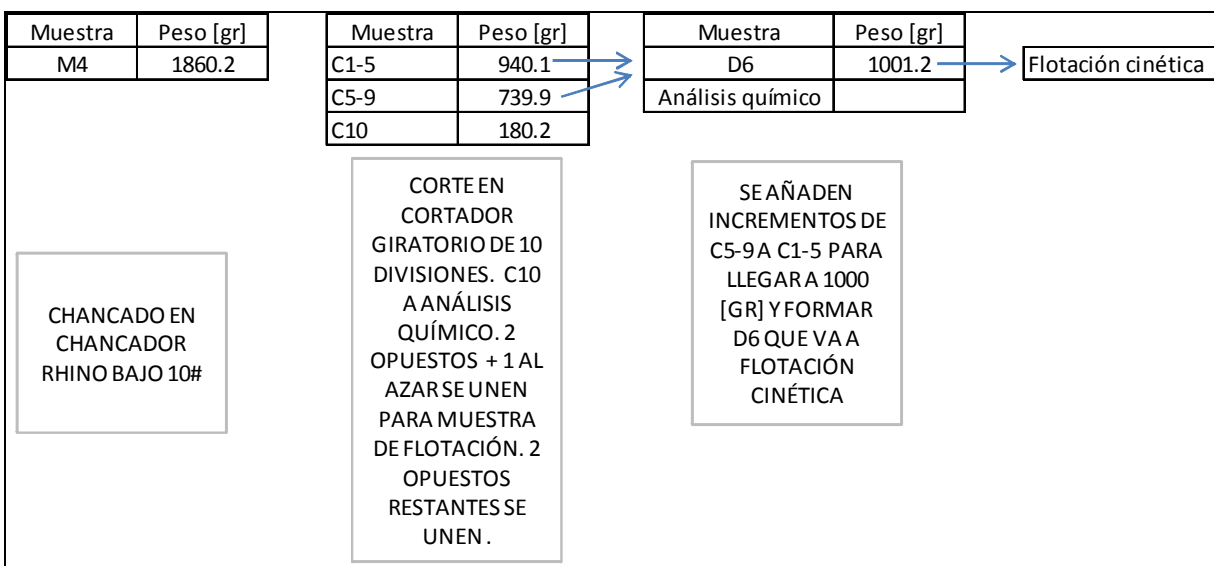 Muestra Peso [gr]
M4 1860.2
Muestra Peso [gr]
C1-5 940.1
C5-9 739.9
C10 180.2
Muestra Peso [gr]
D6 1001.2
Análisis químico
Flotación cinética
CHANCADO EN
CHANCADOR
RHINO BAJO 10#
CORTE EN
CORTADOR
GIRATORIO DE 10
DIVISIONES. C10
A ANÁLISIS
QUÍMICO. 2
OPUESTOS + 1 AL
AZAR SE UNEN
PARA MUESTRA
DE FLOTACIÓN. 2
OPUESTOS
RESTANTES SE
UNEN.
SE AÑADEN
INCREMENTOS DE
C5-9 A C1-5 PARA
LLEGAR A 1000
[GR] Y FORMAR
D6 QUE VA A
FLOTACIÓN
CINÉTICA